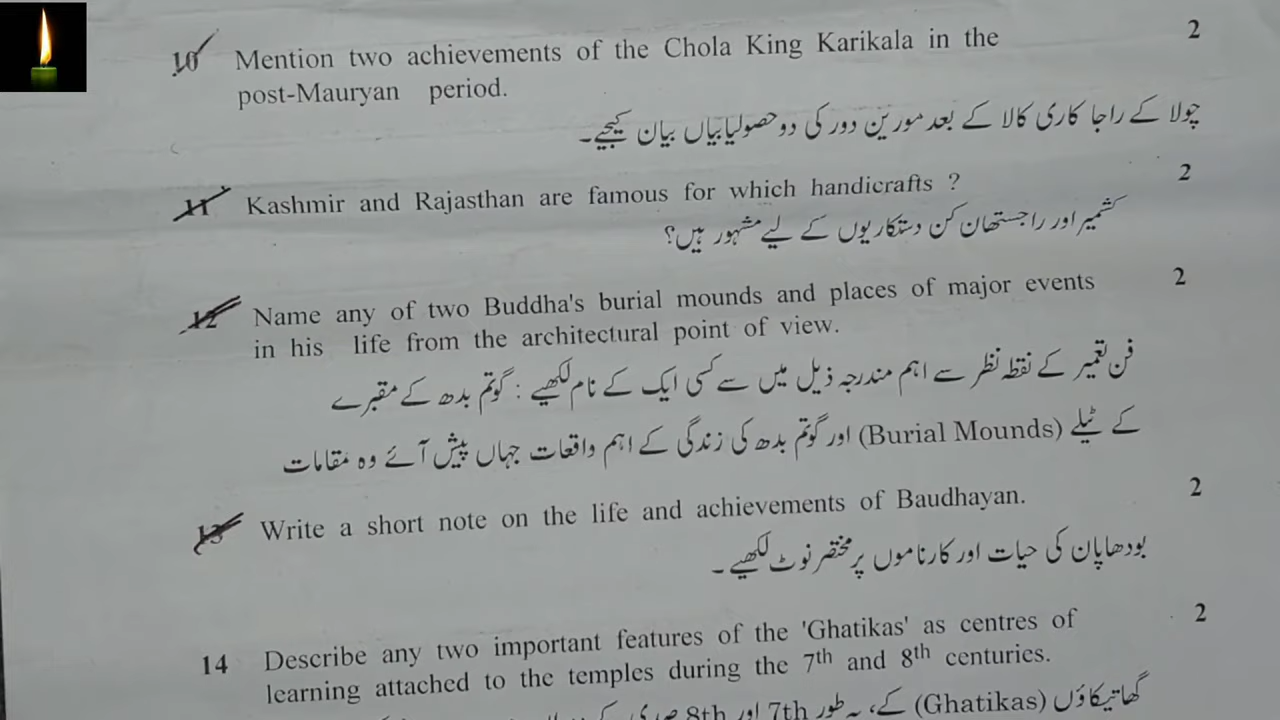 10 Mention two achievements of the Chola King Karikala in the 2
post-Mauryan period.
چولا کے راجا کاری کالا کے بعد مورین دور کی دو حصولیابیاں بیان کیجیے۔
11 Kashmir and Rajasthan are famous for which handicrafts ? 2
کشمیر اور راجستھان کن دستکاریوں کے لیے مشہور ہیں؟
12 Name any of two Buddha's burial mounds and places of major events 2
in his life from the architectural point of view.
فن تعمیر کے نقطہ نظر سے اہم مندرجہ ذیل میں سے کسی ایک کے نام لکھیے : گوتم بدھ کے مقبرے
کے ٹیلے (Burial Mounds) اور گوتم بدھ کی زندگی کے اہم واقعات جہاں پیش آئے وہ مقامات
13 Write a short note on the life and achievements of Baudhayan. 2
بودھاپان کی حیات اور کارناموں پر مختصر نوٹ لکھیے۔
14 Describe any two important features of the 'Ghatikas' as centres of 2
learning attached to the temples during the 7th and 8th centuries.
گھاتیکاؤں (Ghatikas) کے، بہ طور 7th اور 8th صدی کے